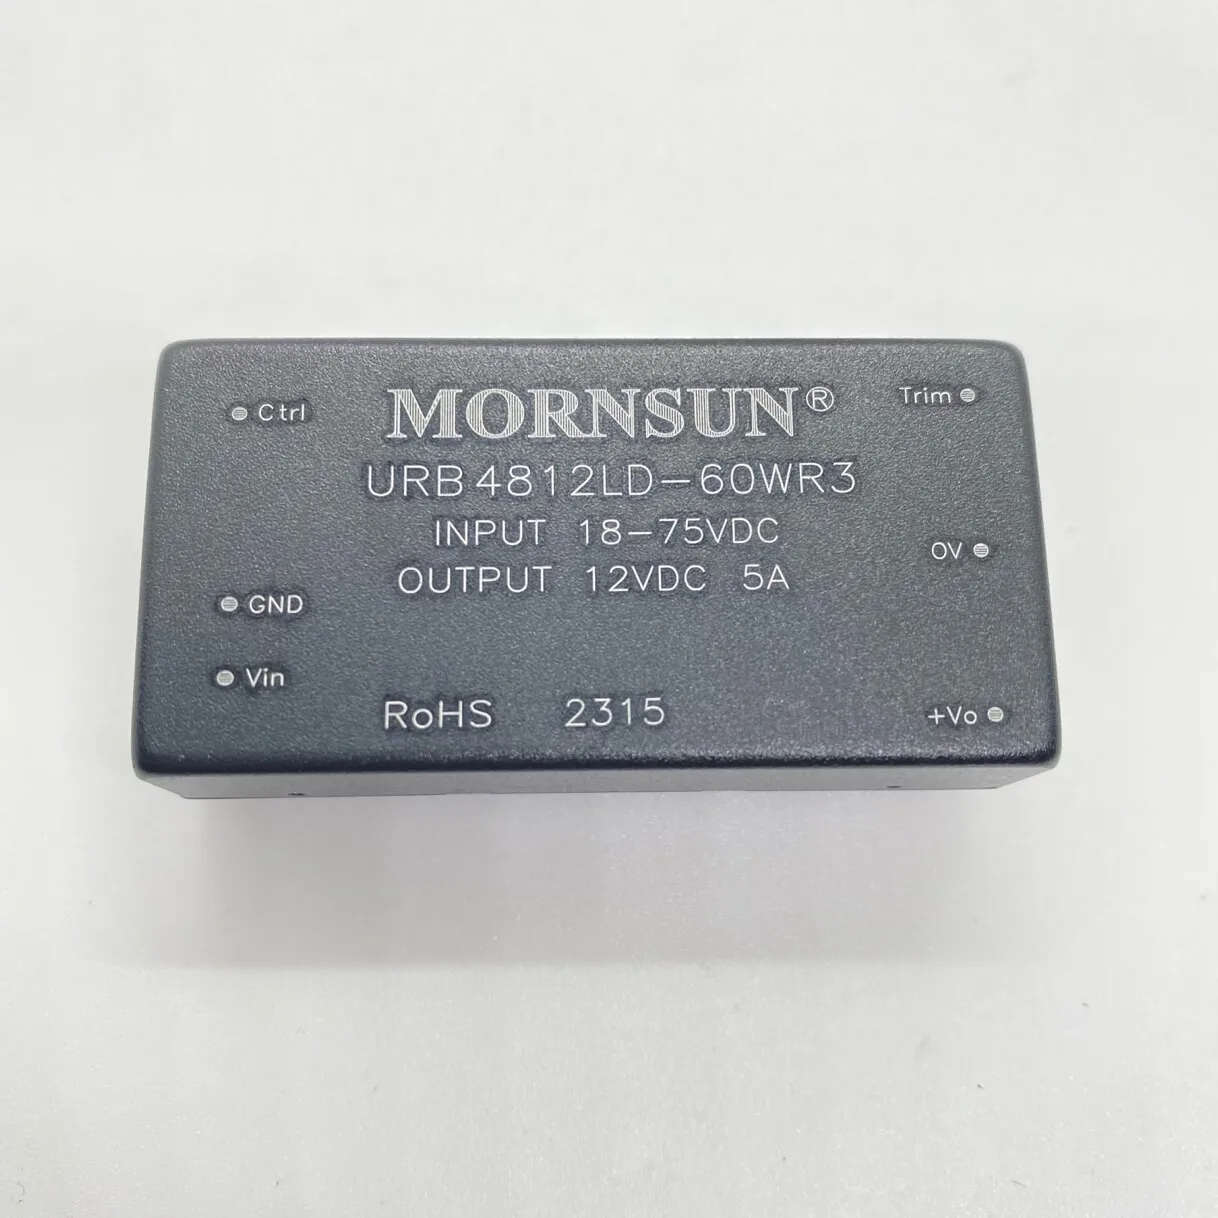 Ctrl
MORNSUN®
Trim
URB4812LD-60WR3
INPUT 18-75VDC
0V
OUTPUT 12VDC 5A
GND
Vin
RoHS 2315
+Vo